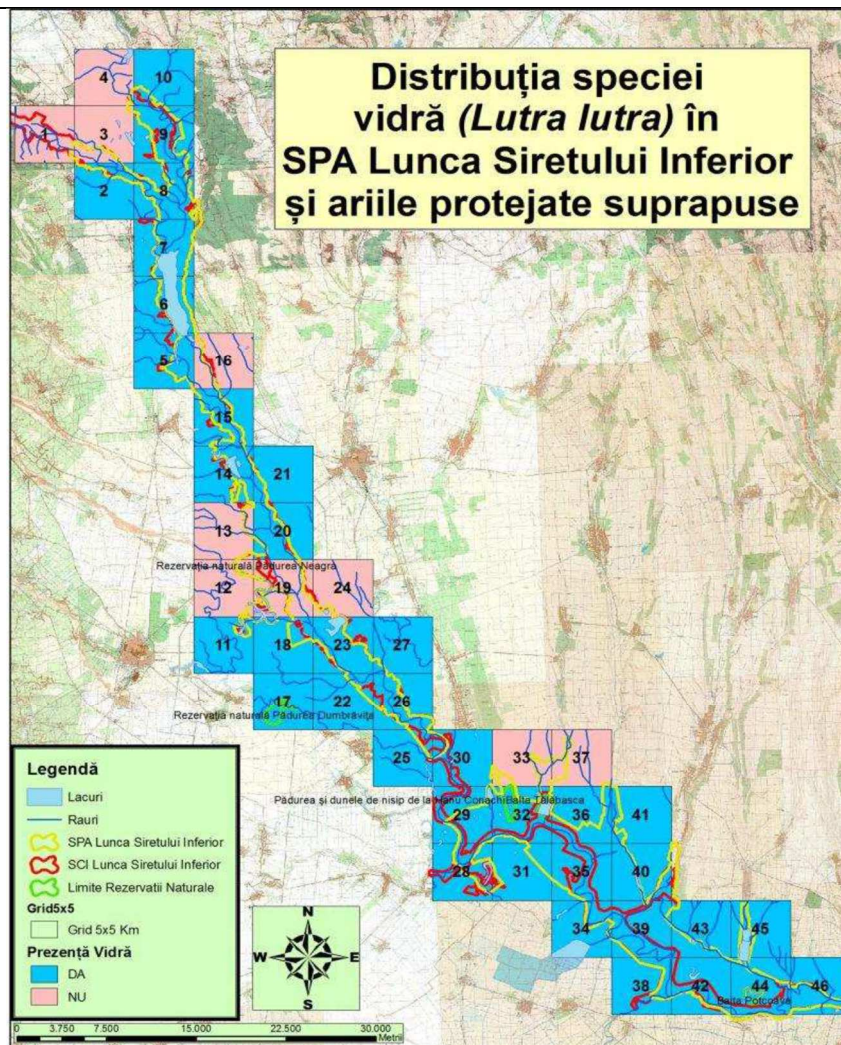 Distribuția speciei
vidră (Lutra lutra) în
SPA Lunca Siretului Inferior
și ariile protejate suprapuse
4 10
1 3 9
2 8
7
6
5 16
15
14 21
13 20
Rezervația naturală Pădurea Neagră
12 19 24
11 18 23 27
17 22 26
Rezervația naturală Pădurea Dumbrăvița
25 30 33 37
Pădurea și dunele de nisip de la Hanu Conachi Balta Tălăbasca
29 32 36 41
28 31 35 40
34 39 43 45
38 42 44 46
Balta Potcoava
Legendă
Lacuri
Rauri
SPA Lunca Siretului Inferior
SCI Lunca Siretului Inferior
Limite Rezervatii Naturale
Grid5x5
Grid 5x5 Km
Prezență Vidră
DA
NU
N
W E
S
0 3.750 7.500 15.000 22.500 30.000
Metrii